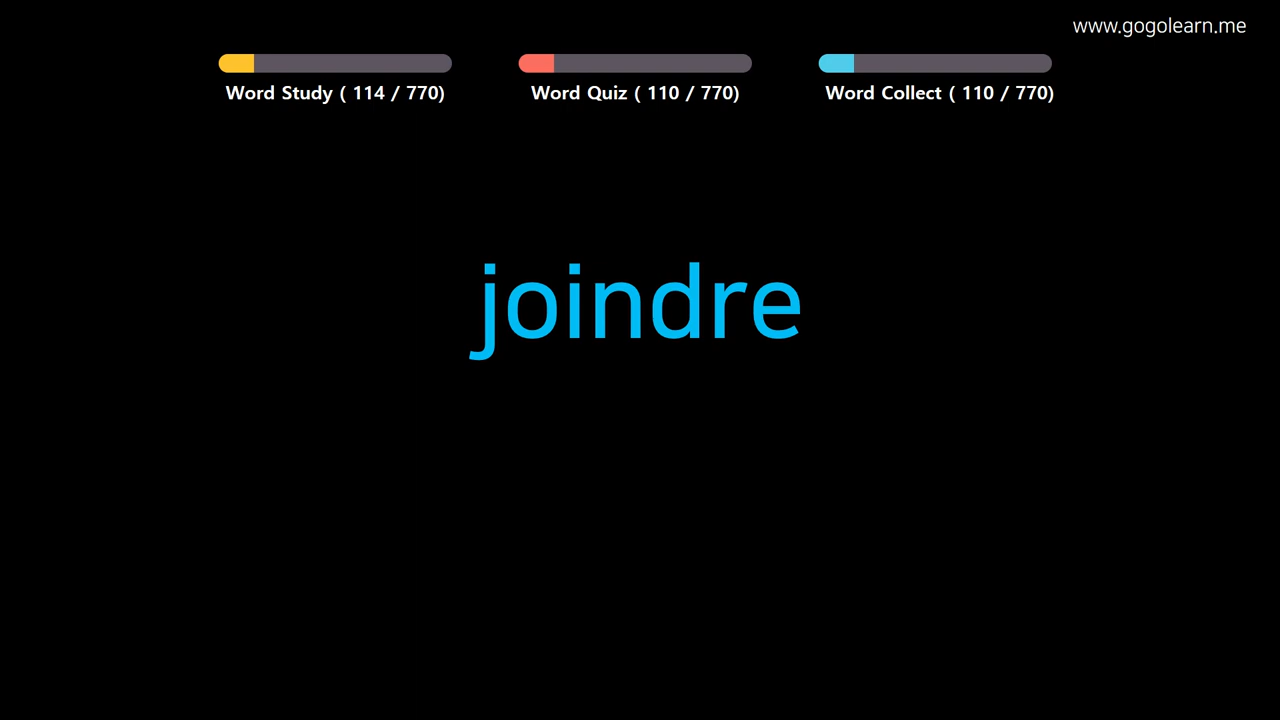 www.gogolearn.me
Word Study ( 114 / 770)
Word Quiz ( 110 / 770)
Word Collect ( 110 / 770)
joindre